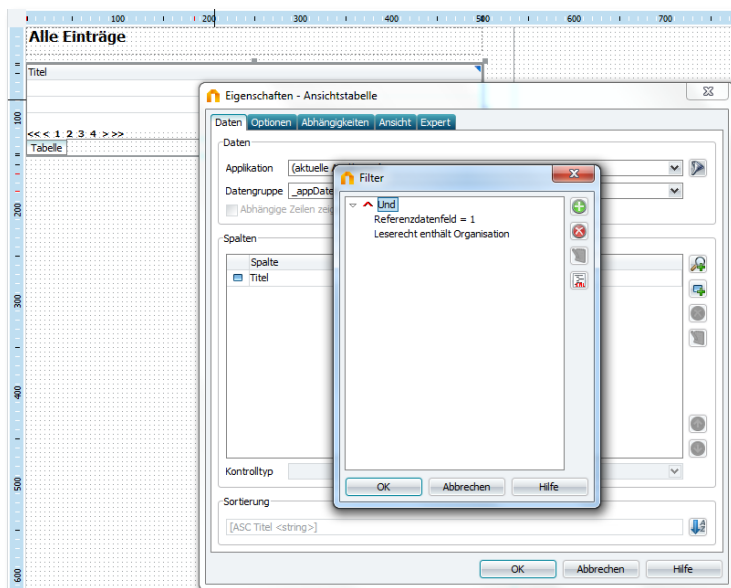 100 200 300 400 500 600 700
Alle Einträge
Titel
<< < 1 2 3 4 > >>
Tabelle
100
200
300
400
500
600
Eigenschaften - Ansichtstabelle
Daten Optionen Abhängigkeiten Ansicht Expert
Daten
Applikation (aktuelle
Datengruppe _appDate
Abhängige Zeilen zeig
Spalten
Spalte
Titel
Kontrolltyp
Sortierung
[ASC Titel <string>]
OK Abbrechen Hilfe
Filter
Und
Referenzdatenfeld = 1
Leserecht enthält Organisation
OK Abbrechen Hilfe